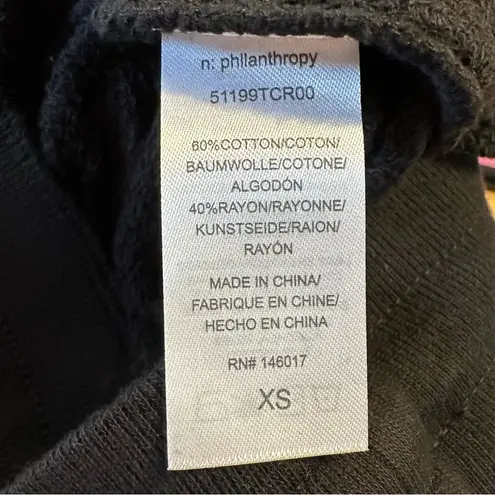 n: philanthropy
51199TCR00
60%COTTON/COTON/
BAUMWOLLE/COTONE/
ALGODÓN
40%RAYON/RAYONNE/
KUNSTSEIDE/RAION/
RAYÓN
MADE IN CHINA/
FABRIQUE EN CHINE/
HECHO EN CHINA
RN# 146017
XS